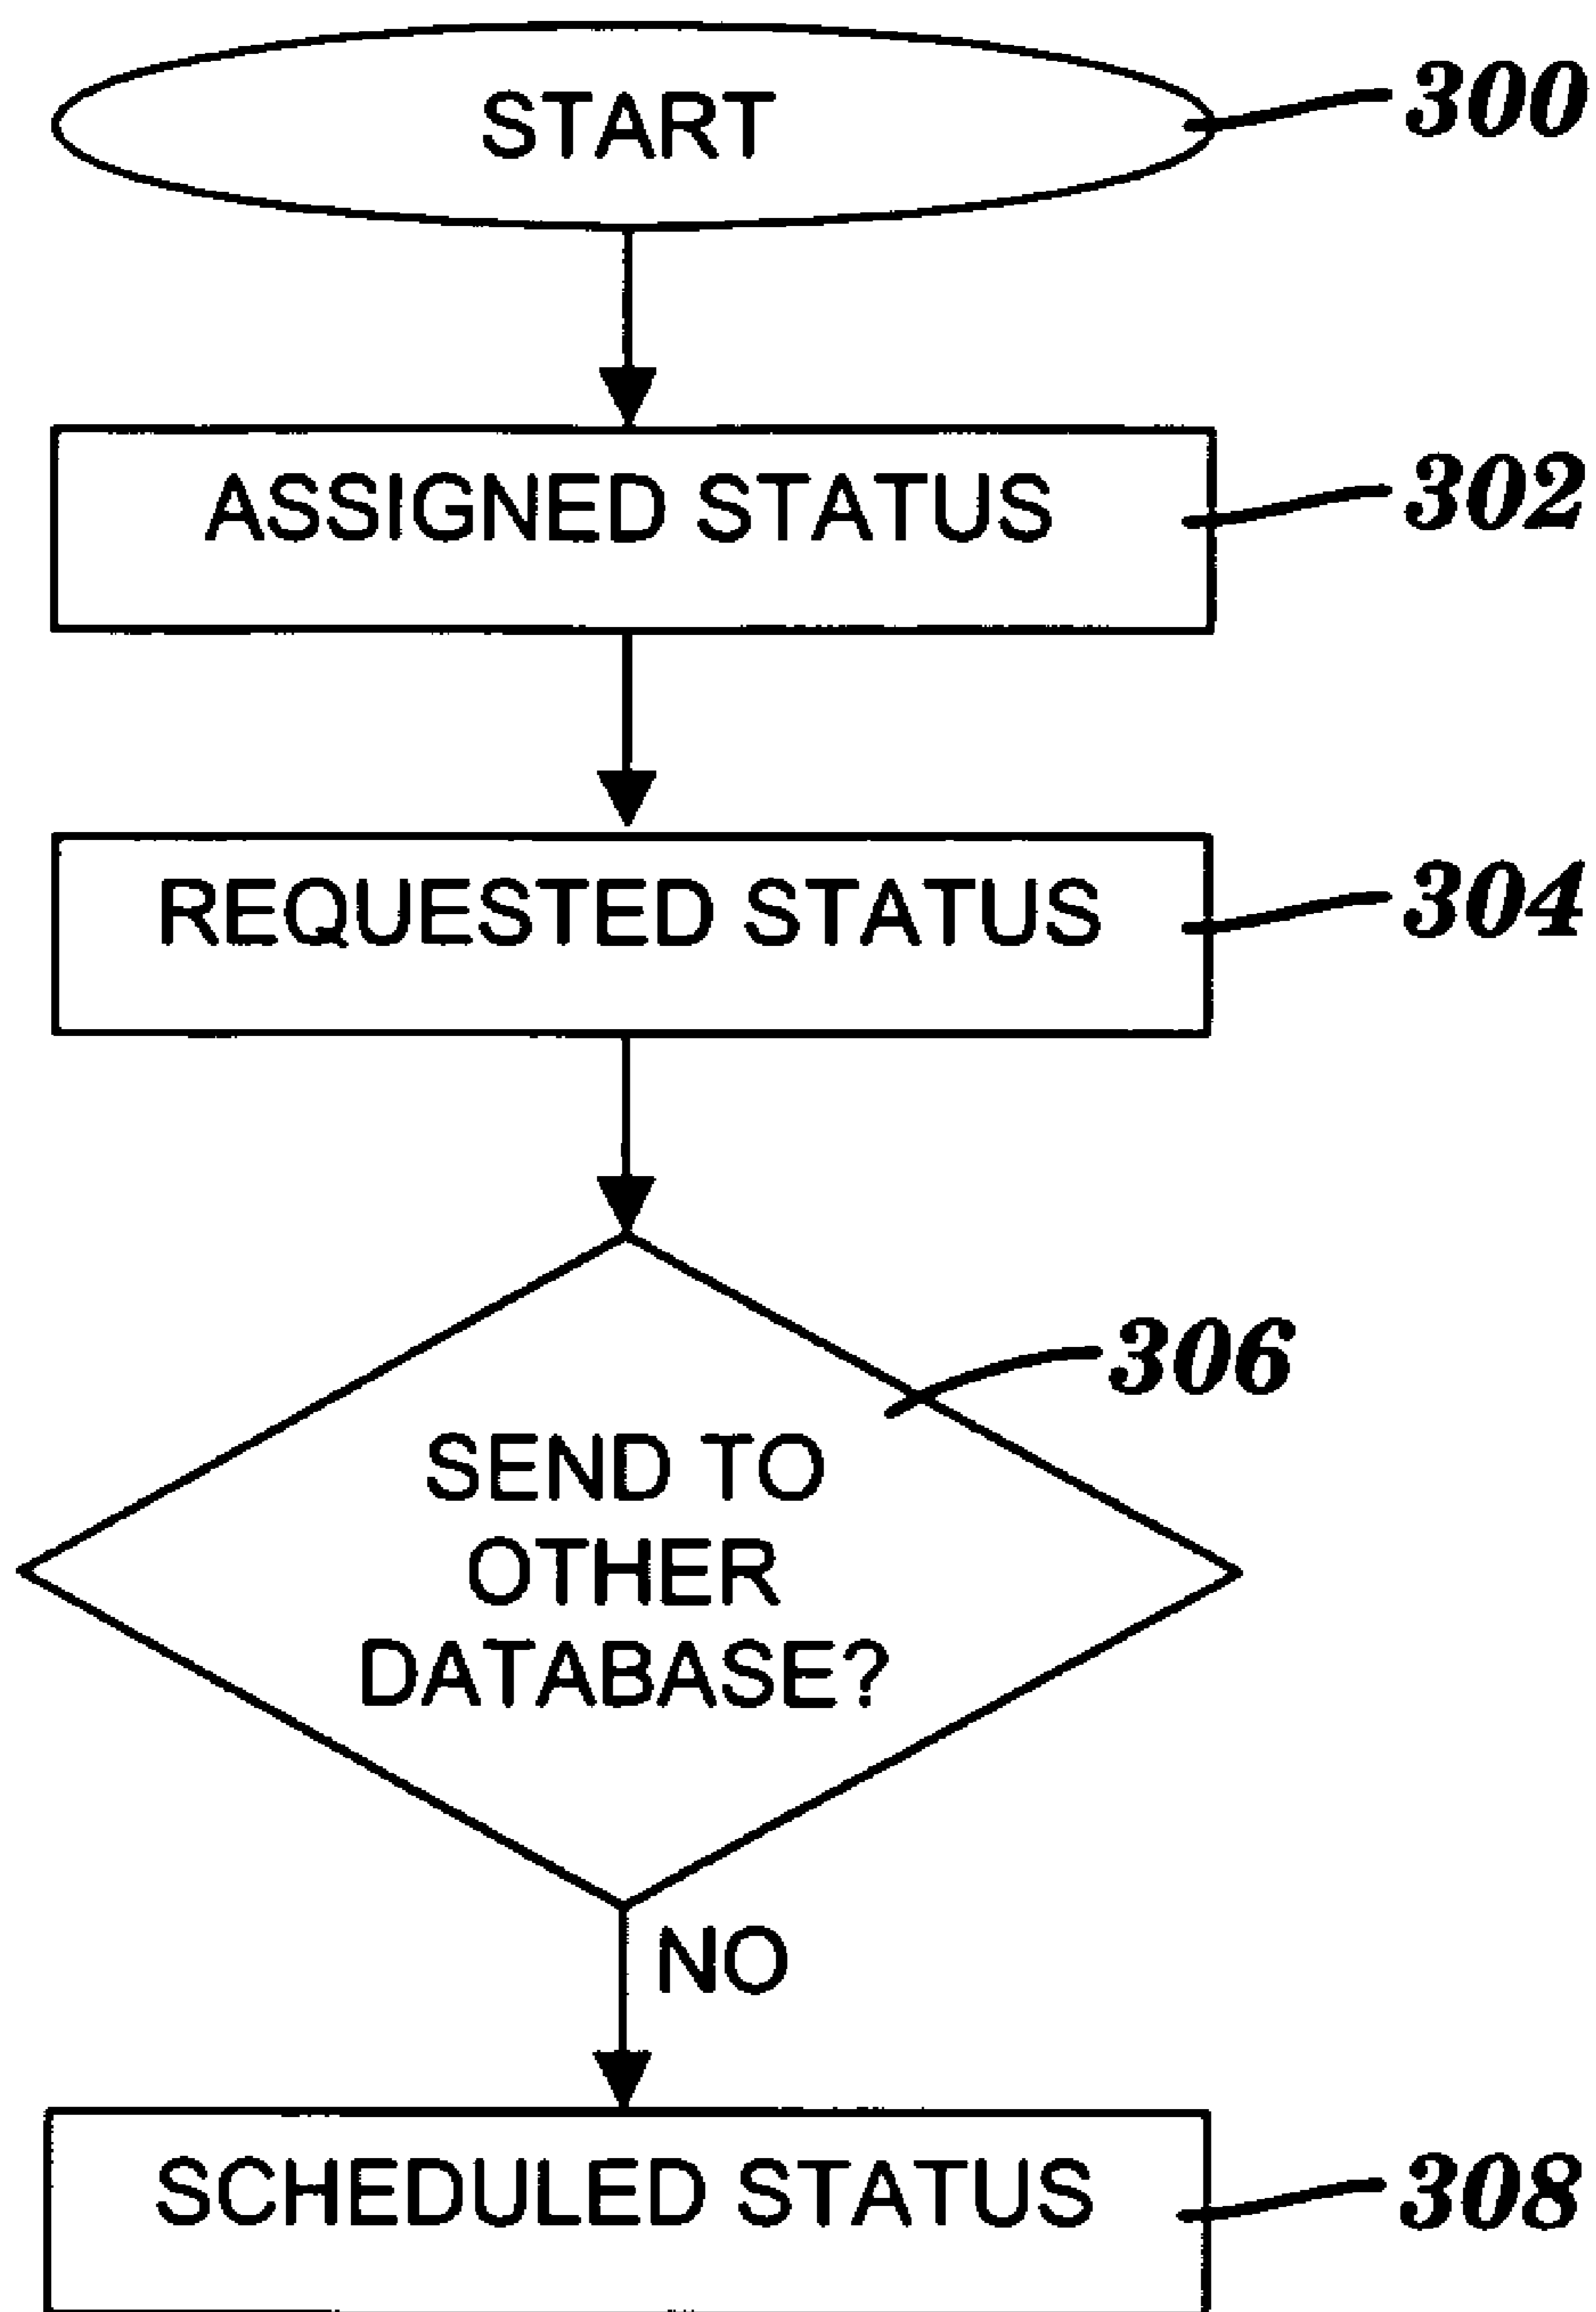 START
300
ASSIGNED STATUS
302
REQUESTED STATUS
304
306
SEND TO
OTHER
DATABASE?
NO
SCHEDULED STATUS
308